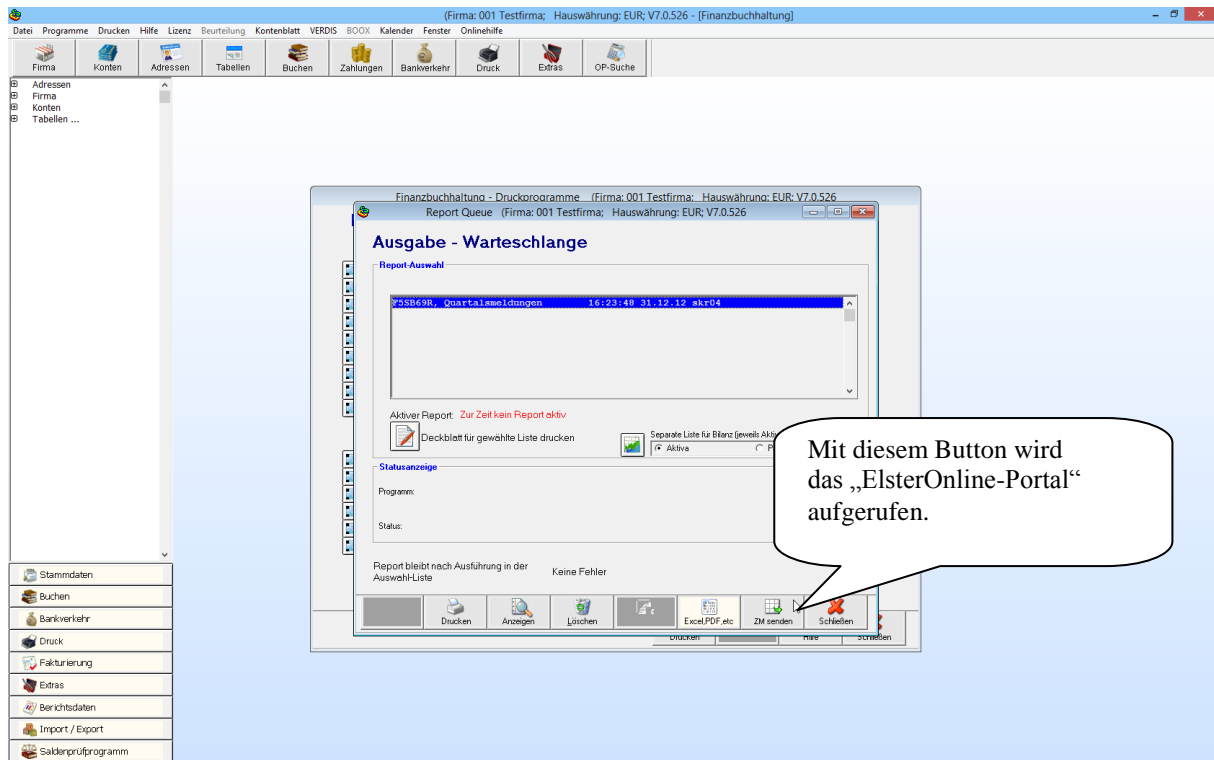 (Firma: 001 Testfirma; Hauswährung: EUR; V7.0.526 - [Finanzbuchhaltung]
Datei Programme Drucken Hilfe Lizenz Beurteilung Kontenblatt VERDIS BOOX Kalender Fenster Onlinehilfe
Firma Konten Adressen Tabellen Buchen Zahlungen Bankverkehr Druck Extras OP-Suche
Adressen
Firma
Konten
Tabellen ...
Finanzbuchhaltung - Druckprogramme (Firma: 001 Testfirma; Hauswährung: EUR; V7.0.526
Report Queue (Firma: 001 Testfirma; Hauswährung: EUR; V7.0.526
Ausgabe - Warteschlange
Report-Auswahl
F5SB69R, Quartalsmeldungen 16:23:48 31.12.12 skr04
Aktiver Report: Zur Zeit kein Report aktiv
Deckblatt für gewählte Liste drucken
Separate Liste für Bilanz (jeweils
Aktiva
Statusanzeige
Programm:
Status:
Report bleibt nach Ausführung in der
Auswahl-Liste
Keine Fehler
Drucken Anzeigen Löschen Excel,PDF,etc ZM senden Schließen
Drucken Hilfe Schließen
Mit diesem Button wird
das „ElsterOnline-Portal“
aufgerufen.
Stammdaten
Buchen
Bankverkehr
Druck
Fakturierung
Extras
Berichtsdaten
Import / Export
Saldenprüfprogramm